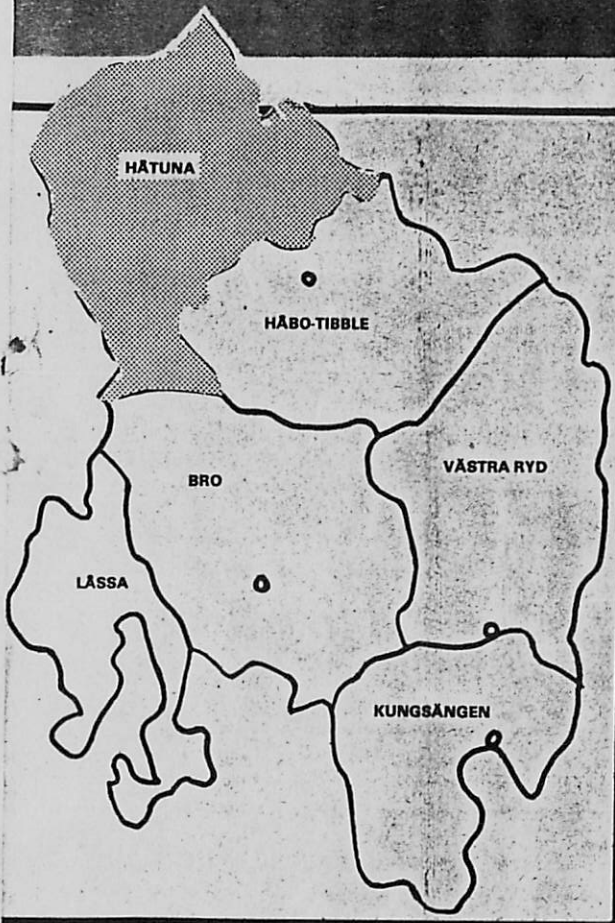 HÅTUNA
HÅBO-TIBBLE
BRO
VÄSTRA RYD
LÅSSA
KUNGSÄNGEN